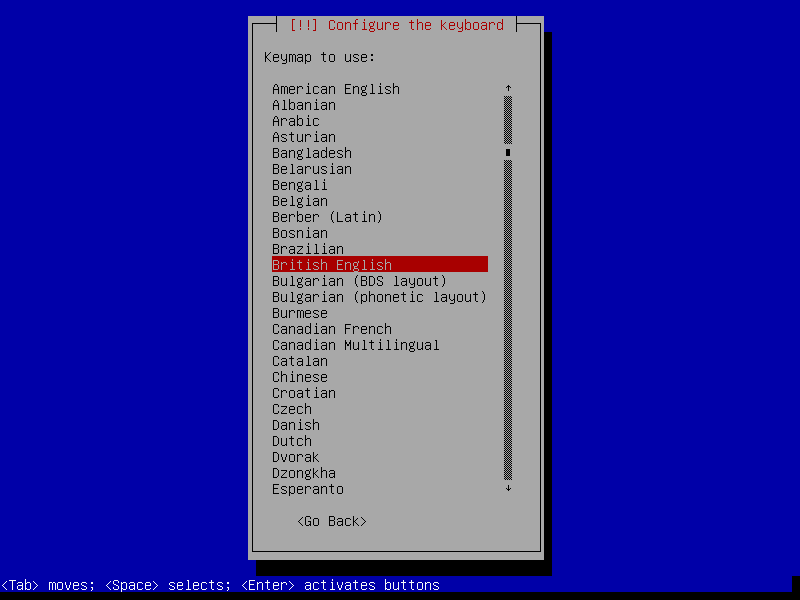 [!!] Configure the keyboard
Keymap to use:
American English
Albanian
Arabic
Asturian
Bangladesh
Belarusian
Bengali
Belgian
Berber (Latin)
Bosnian
Brazilian
British English
Bulgarian (BDS layout)
Bulgarian (phonetic layout)
Burmese
Canadian French
Canadian Multilingual
Catalan
Chinese
Croatian
Czech
Danish
Dutch
Dvorak
Dzongkha
Esperanto
<Go Back>
<Tab> moves; <Space> selects; <Enter> activates buttons